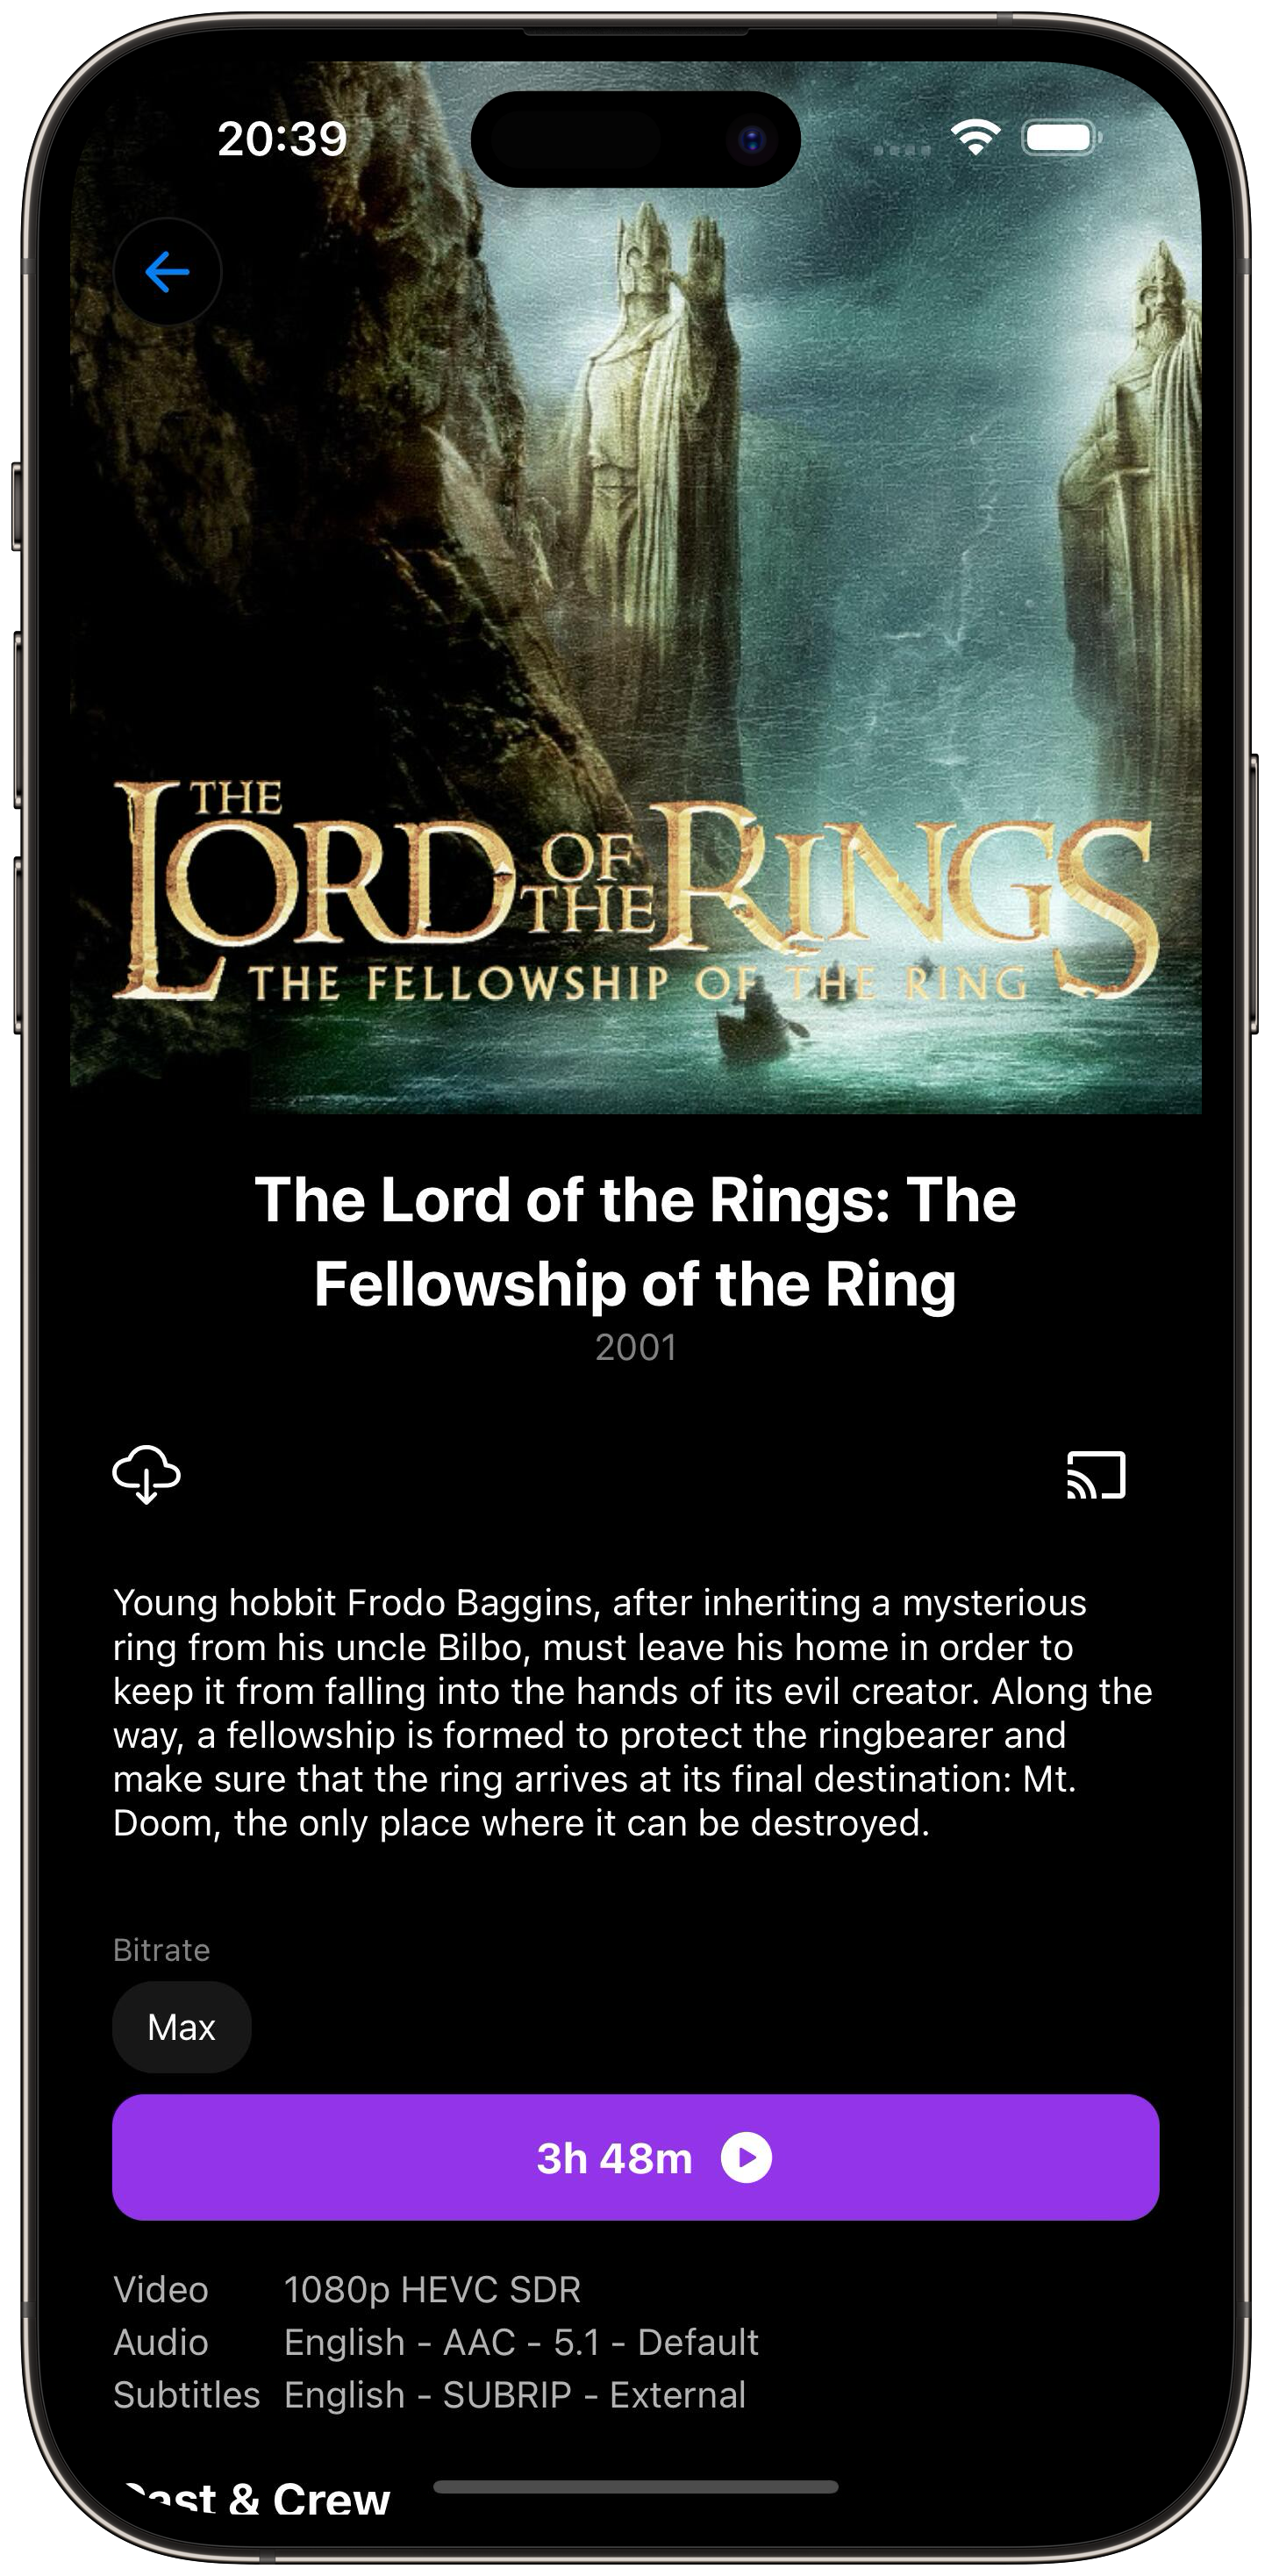 20:39
THE
LORD OF THE RINGS
THE FELLOWSHIP OF THE RING
The Lord of the Rings: The
Fellowship of the Ring
2001
Young hobbit Frodo Baggins, after inheriting a mysterious
ring from his uncle Bilbo, must leave his home in order to
keep it from falling into the hands of its evil creator. Along the
way, a fellowship is formed to protect the ringbearer and
make sure that the ring arrives at its final destination: Mt.
Doom, the only place where it can be destroyed.
Bitrate
Max
3h 48m
Video 1080p HEVC SDR
Audio English - AAC - 5.1 - Default
Subtitles English - SUBRIP - External
Cast & Crew